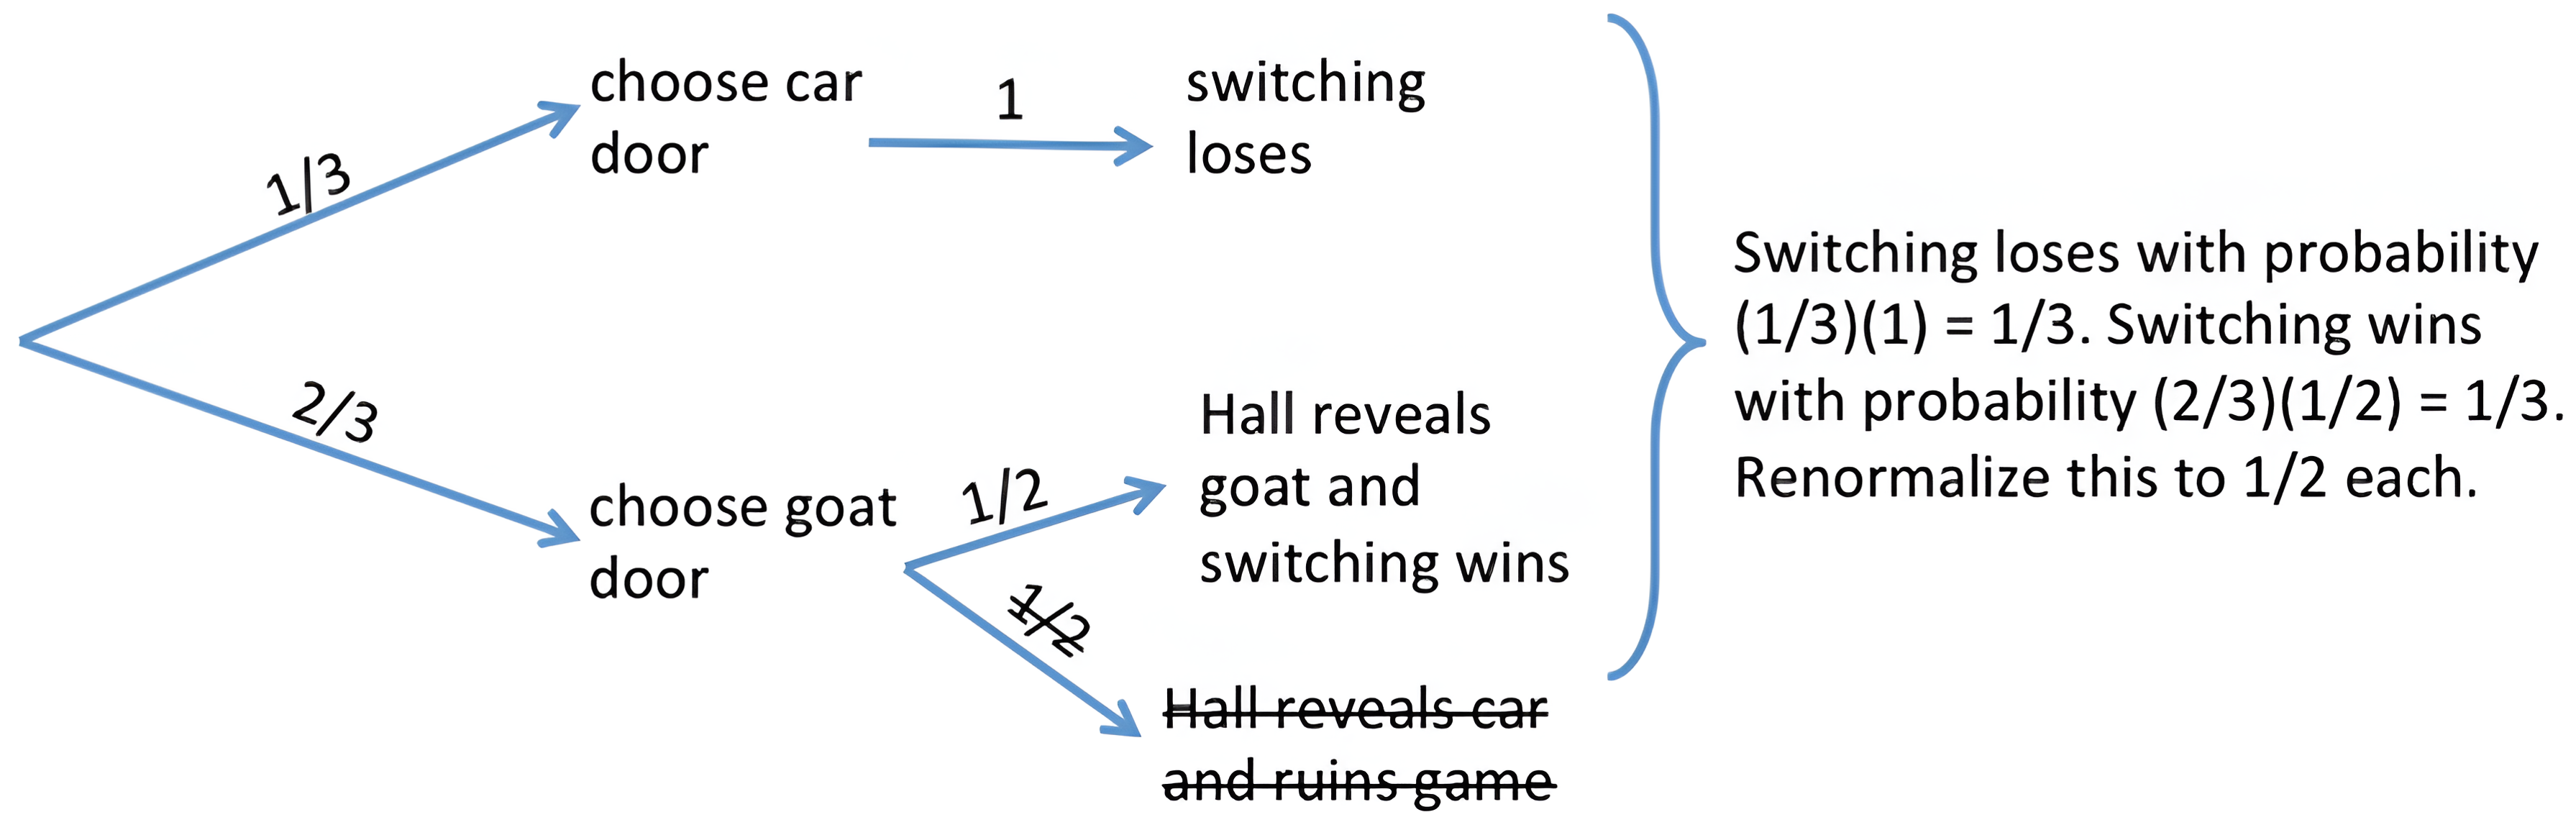 1/3
choose car
door
1
switching
loses
2/3
choose goat
door
1/2
Hall reveals
goat and
switching wins
1/2
Hall reveals car
and ruins game
Switching loses with probability
(1/3)(1) = 1/3. Switching wins
with probability (2/3)(1/2) = 1/3.
Renormalize this to 1/2 each.